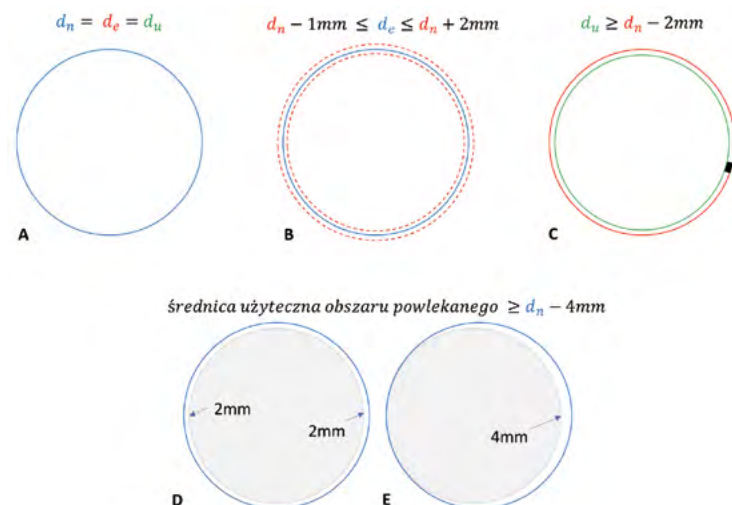 d_n = d_e = d_u
d_n − 1mm ≤ d_e ≤ d_n + 2mm
d_u ≥ d_n − 2mm
A
B
C
średnica użyteczna obszaru powlekanego ≥ d_n − 4mm
2mm
2mm
4mm
D
E